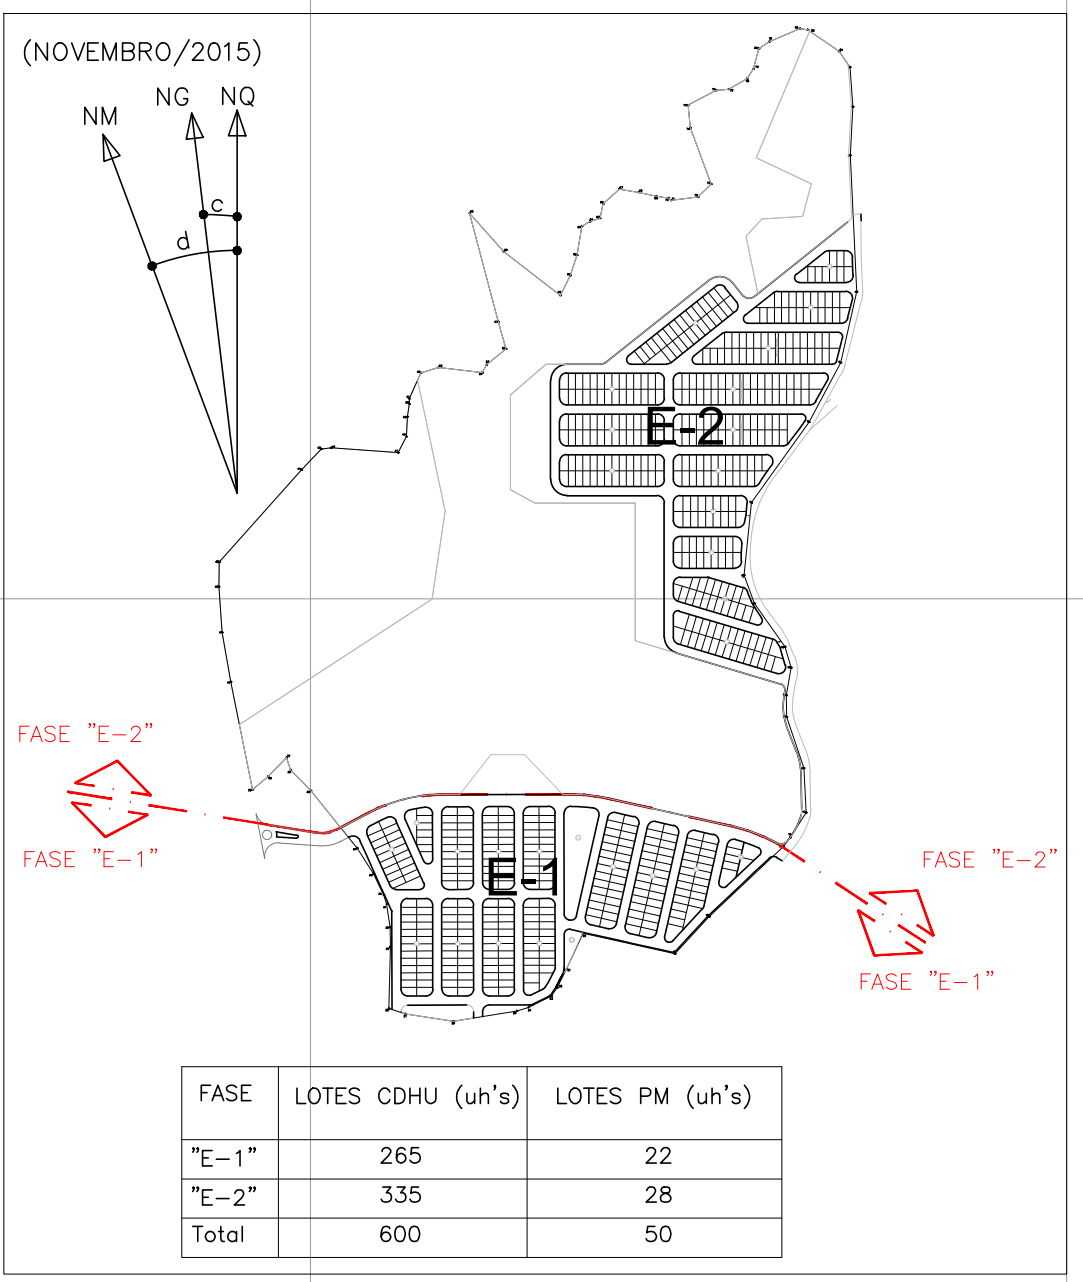 (NOVEMBRO/2015)
NM
NG
NQ
c
d
E-2
FASE "E-2"
FASE "E-1"
E-1
FASE "E-2"
FASE "E-1"
FASE LOTES CDHU (uh's) LOTES PM (uh's)
"E-1" 265 22
"E-2" 335 28
Total 600 50